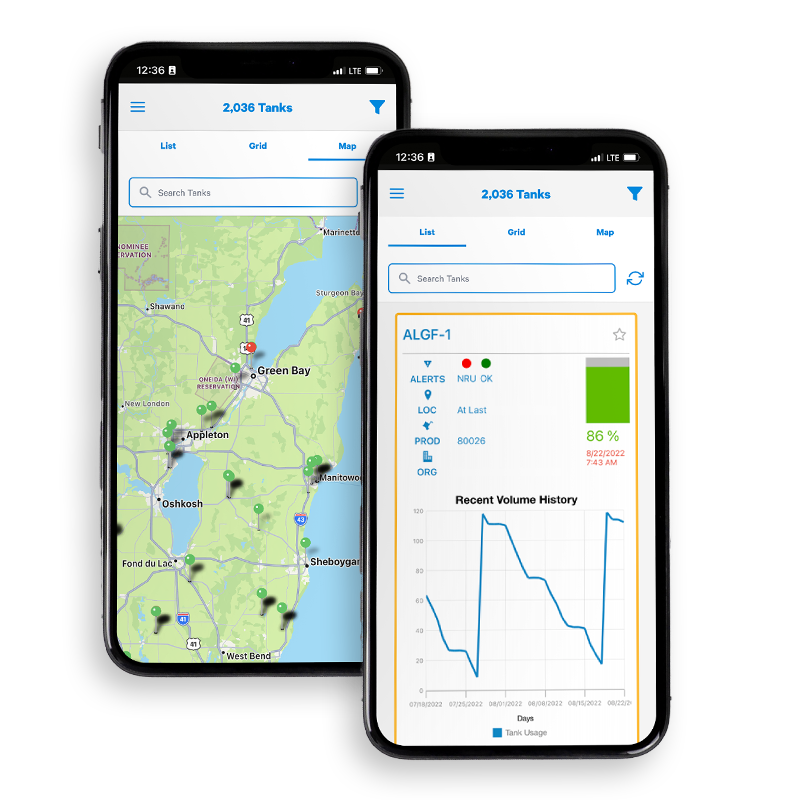 12:36
LTE
2,036 Tanks
List
Grid
Map
Search Tanks
NOMINEE
RVATION
Marinette
Shawano
Sturgeon Bay
41
Green Bay
ONEIDA (WI)
RESERVATION
New London
Appleton
Manitowoc
Oshkosh
43
Fond du Lac
Sheboygan
41
41
West Bend
12:36
LTE
2,036 Tanks
List
Grid
Map
Search Tanks
ALGF-1
ALERTS
NRU OK
LOC
At Last
PROD
80026
ORG
86 %
8/22/2022
7:43 AM
Recent Volume History
120
100
80
60
40
20
0
07/18/2022
07/25/2022
08/01/2022
08/08/2022
08/15/2022
08/22/2
Days
Tank Usage